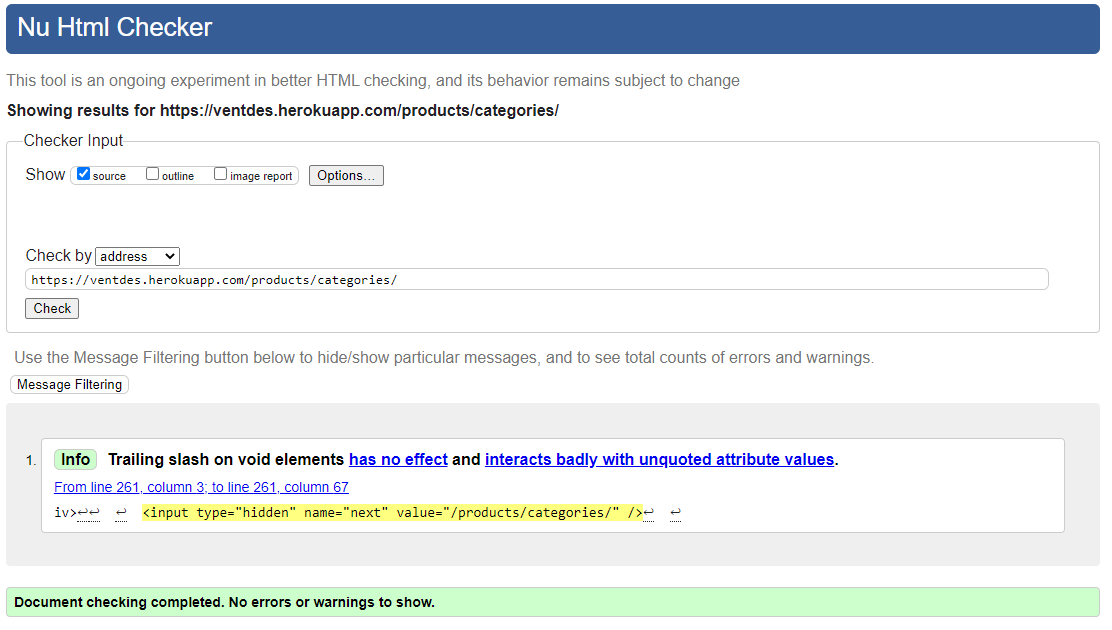 Nu Html Checker
This tool is an ongoing experiment in better HTML checking, and its behavior remains subject to change
Showing results for https://ventdes.herokuapp.com/products/categories/
Checker Input
Show source outline image report Options...
Check by address
https://ventdes.herokuapp.com/products/categories/
Check
Use the Message Filtering button below to hide/show particular messages, and to see total counts of errors and warnings.
Message Filtering
1. Info Trailing slash on void elements has no effect and interacts badly with unquoted attribute values.
From line 261, column 3; to line 261, column 67
iv>↩↩ ↩ <input type="hidden" name="next" value="/products/categories/" />↩ ↩
Document checking completed. No errors or warnings to show.